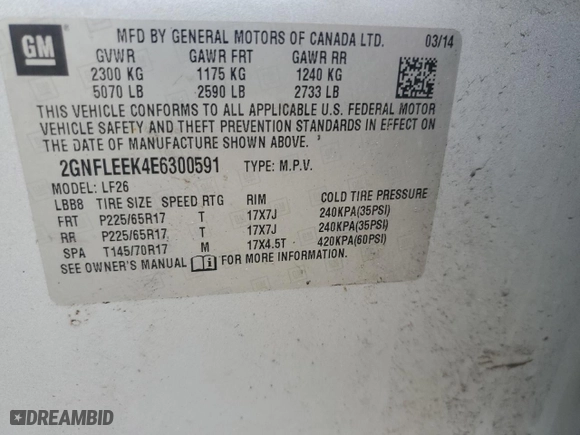 GM
MFD BY GENERAL MOTORS OF CANADA LTD. 03/14
GVWR GAWR FRT GAWR RR
2300 KG 1175 KG 1240 KG
5070 LB 2590 LB 2733 LB
THIS VEHICLE CONFORMS TO ALL APPLICABLE U.S. FEDERAL MOTOR
VEHICLE SAFETY AND THEFT PREVENTION STANDARDS IN EFFECT ON
THE DATE OF MANUFACTURE SHOWN ABOVE.
2GNFLEEK4E6300591 TYPE: M.P.V.
MODEL: LF26
LBB8 TIRE SIZE SPEED RTG RIM COLD TIRE PRESSURE
FRT P225/65R17 T 17X7J 240KPA(35PSI)
RR P225/65R17 T 17X7J 240KPA(35PSI)
SPA T145/70R17 M 17X4.5T 420KPA(60PSI)
SEE OWNER'S MANUAL FOR MORE INFORMATION.
DREAMBID